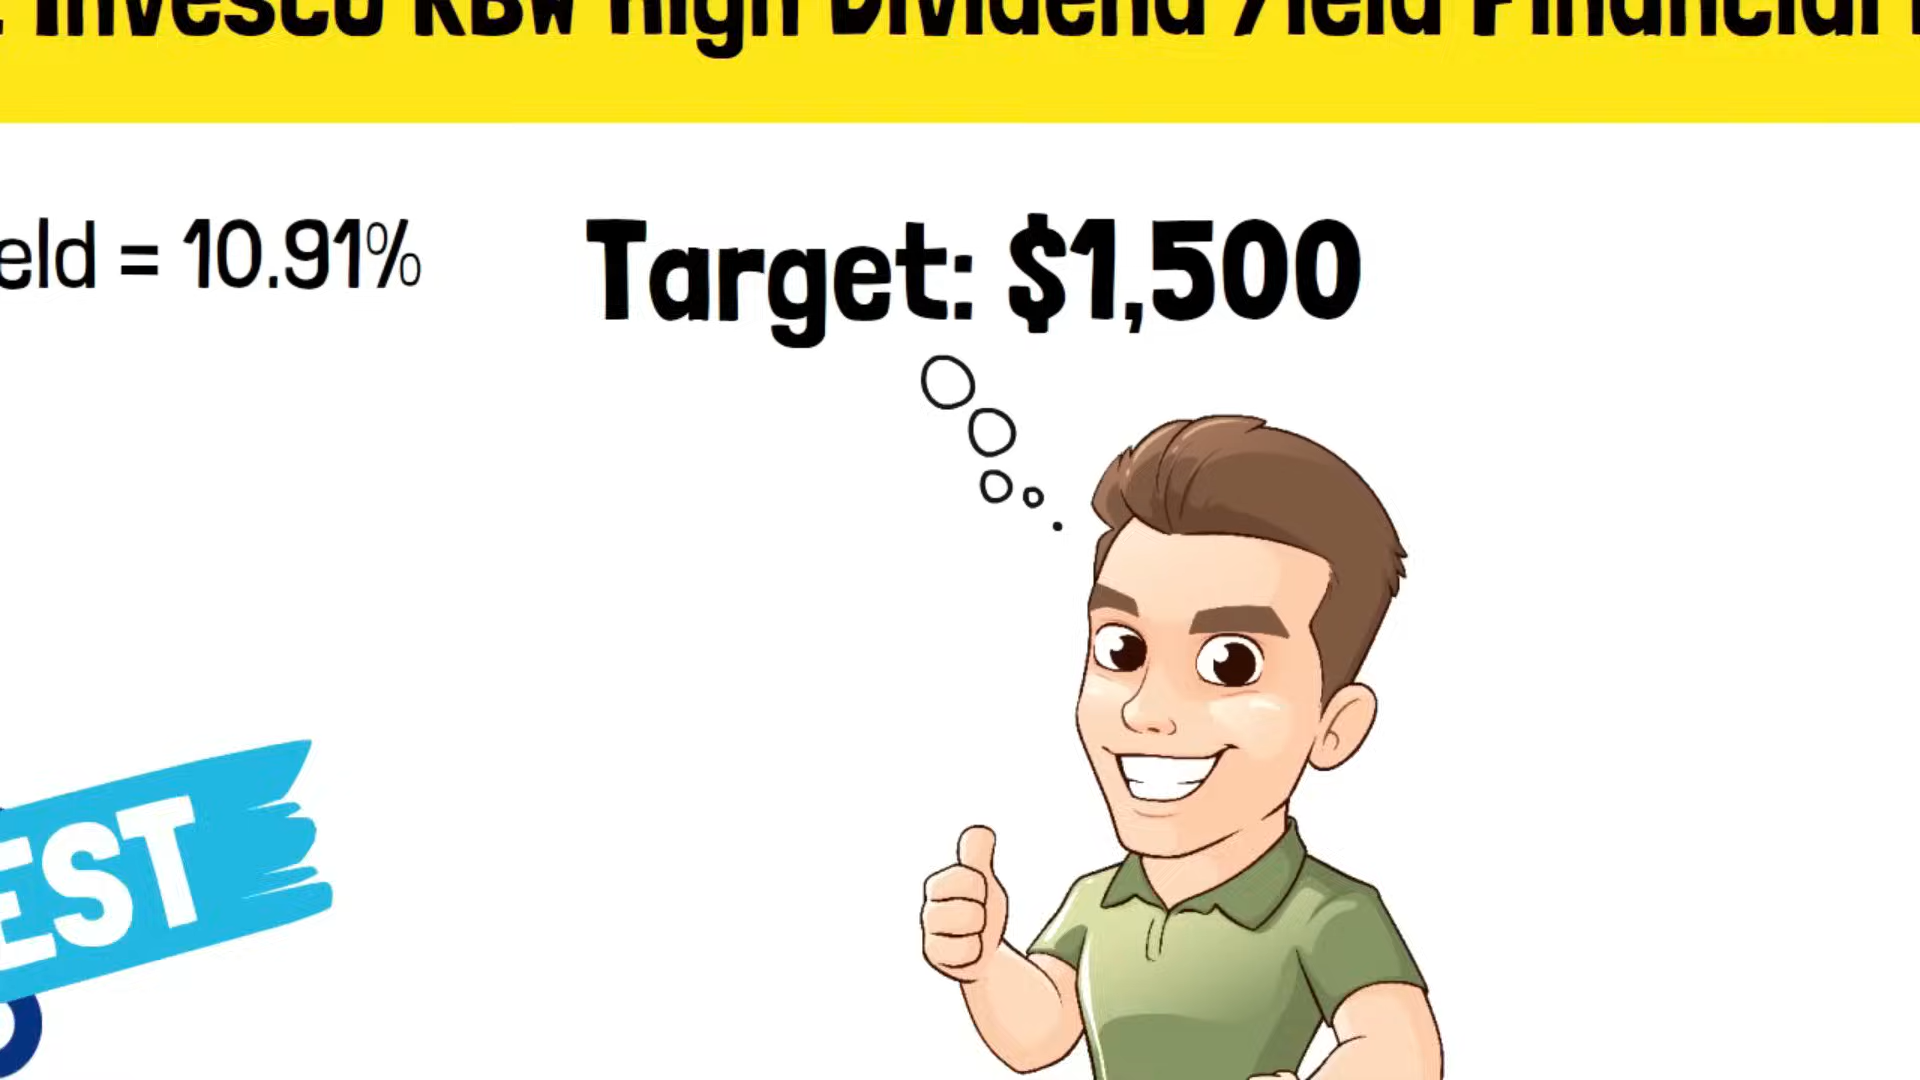 Invesco KBW High Dividend Yield Financial
eld = 10.91%
Target: $1,500
EST